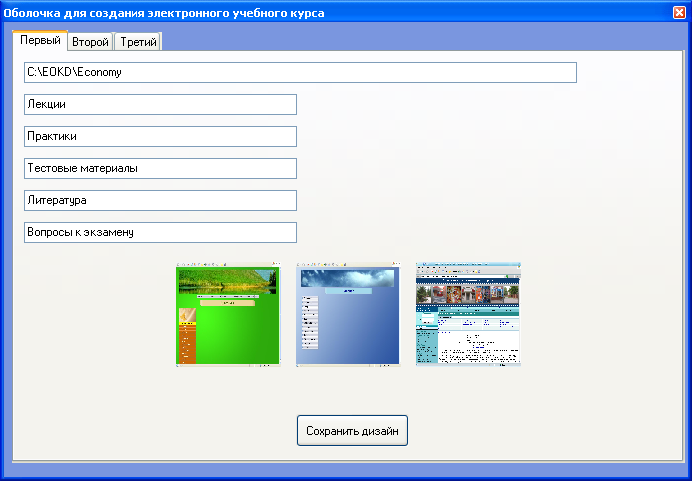 Оболочка для создания электронного учебного курса
Первый Второй Третий
C:\EOKD\Economy
Лекции
Практики
Тестовые материалы
Литература
Вопросы к экзамену
Сохранить дизайн